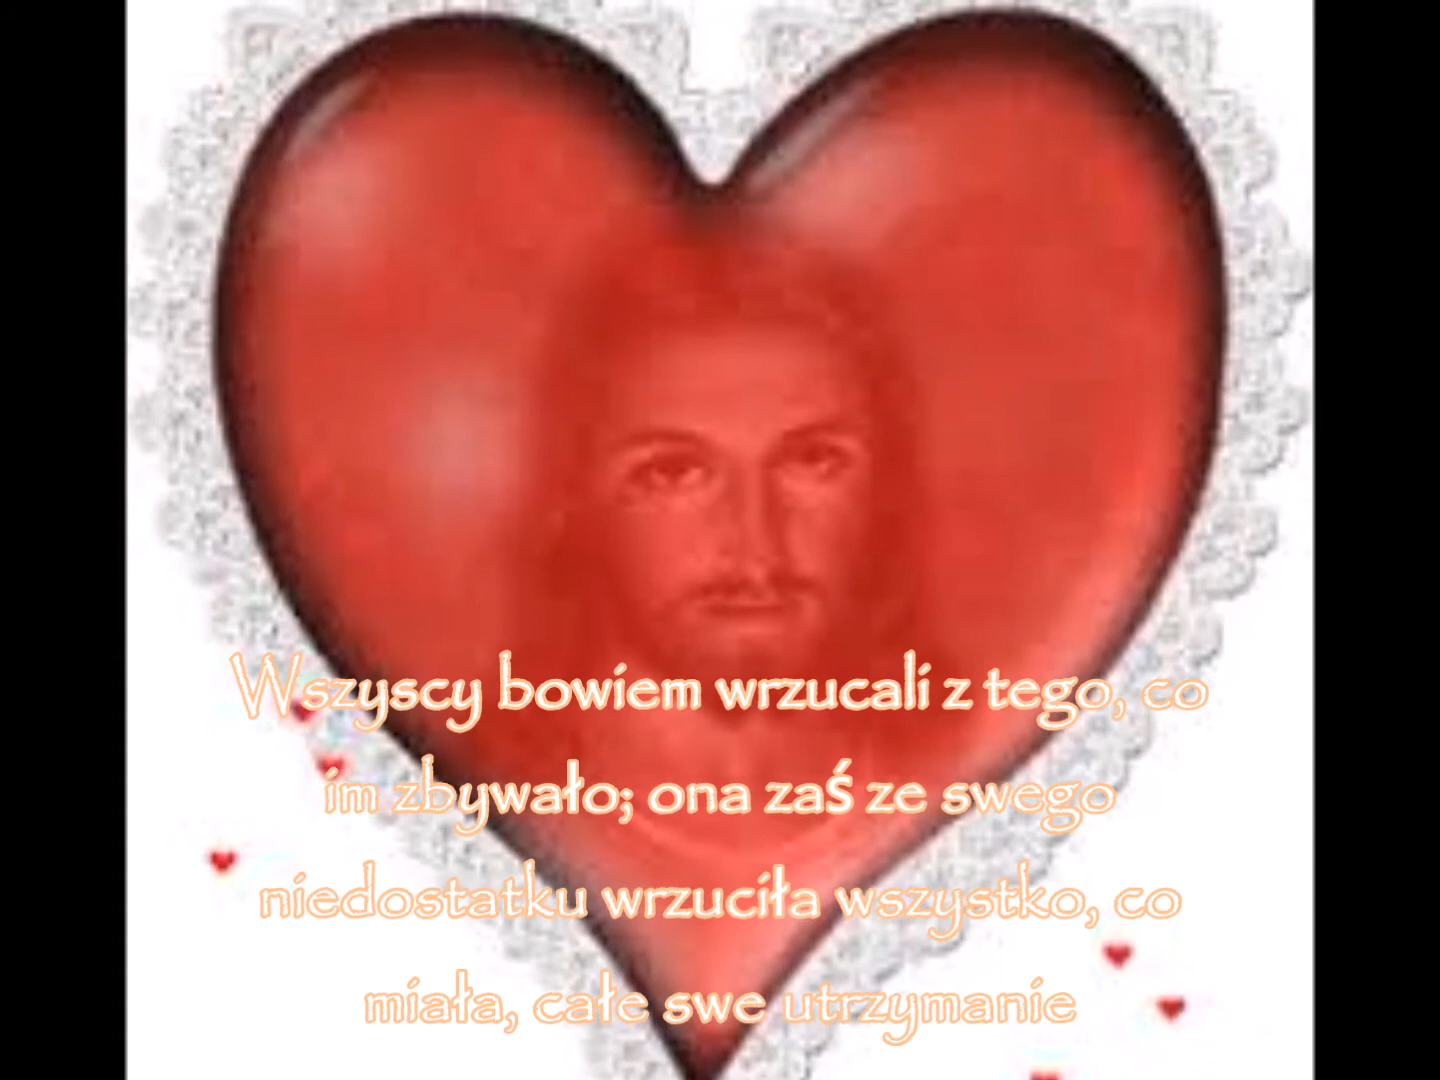 Wszyscy bowiem wrzucali z tego, co
im zbywało; ona zaś ze swego
niedostatku wrzuciła wszystko, co
miała, całe swe utrzymanie